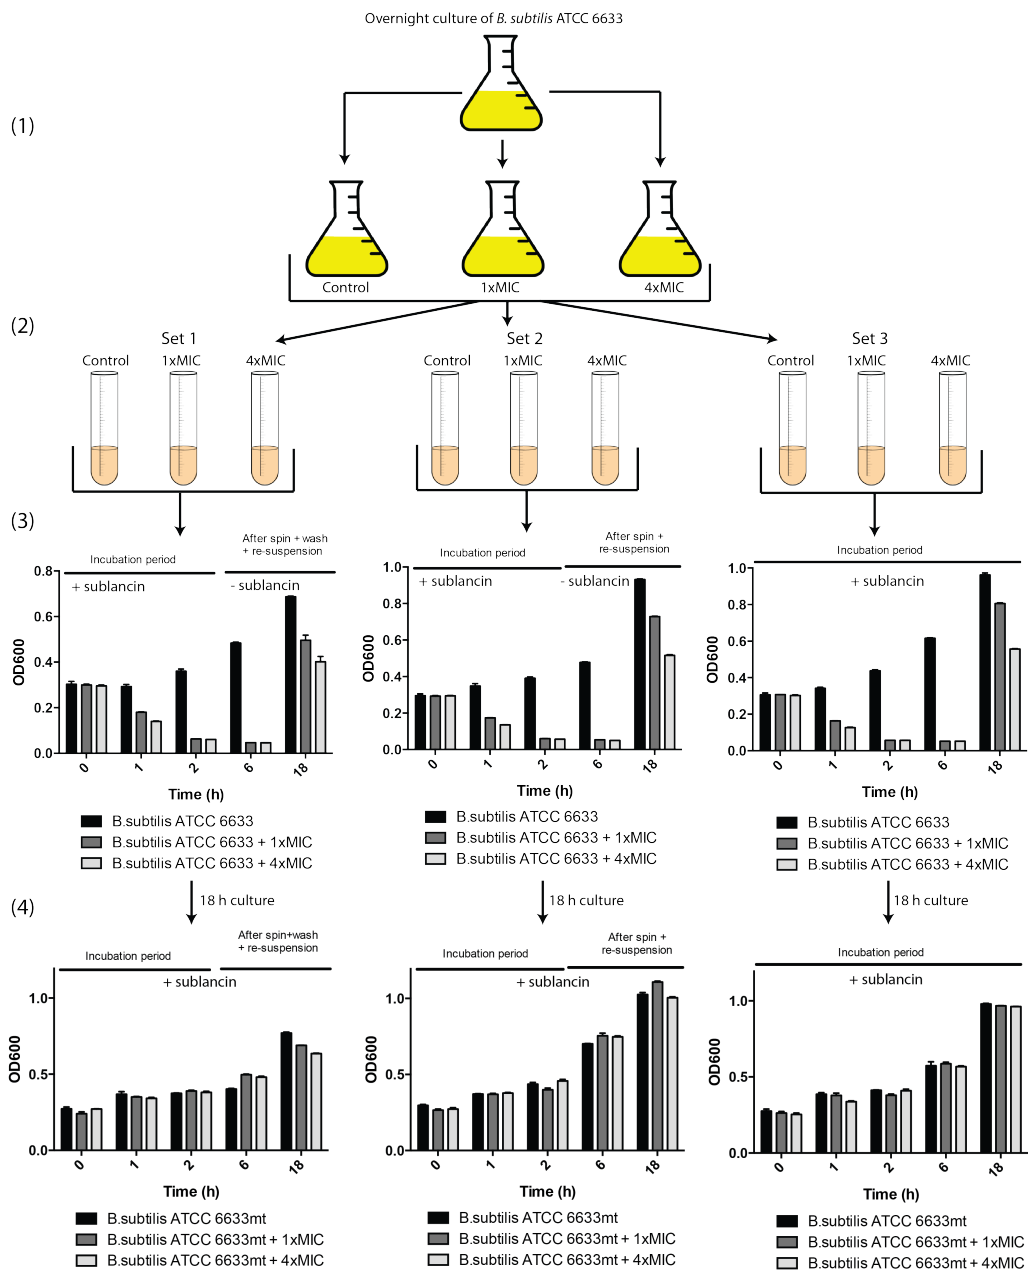 Overnight culture of B. subtilis ATCC 6633
(1)
Control
1xMIC
4xMIC
(2)
Set 1
Set 2
Set 3
Control
1xMIC
4xMIC
Control
1xMIC
4xMIC
Control
1xMIC
4xMIC
(3)
Incubation period
After spin + wash
+ re-suspension
+ sublancin
- sublancin
OD600
0.8
0.6
0.4
0.2
0.0
0
1
2
6
18
Time (h)
B.subtilis ATCC 6633
B.subtilis ATCC 6633 + 1xMIC
B.subtilis ATCC 6633 + 4xMIC
Incubation period
After spin +
re-suspension
+ sublancin
- sublancin
OD600
1.0
0.8
0.6
0.4
0.2
0.0
0
1
2
6
18
Time (h)
B.subtilis ATCC 6633
B.subtilis ATCC 6633 + 1xMIC
B.subtilis ATCC 6633 + 4xMIC
Incubation period
+ sublancin
OD600
1.0
0.8
0.6
0.4
0.2
0.0
0
1
2
6
18
Time (h)
B.subtilis ATCC 6633
B.subtilis ATCC 6633 + 1xMIC
B.subtilis ATCC 6633 + 4xMIC
(4)
18 h culture
18 h culture
18 h culture
Incubation period
After spin+wash
+ re-suspension
+ sublancin
OD600
1.0
0.5
0.0
0
1
2
6
18
Time (h)
B.subtilis ATCC 6633mt
B.subtilis ATCC 6633mt + 1xMIC
B.subtilis ATCC 6633mt + 4xMIC
Incubation period
After spin +
re-suspension
+ sublancin
OD600
1.0
0.5
0.0
0
1
2
6
18
Time (h)
B.subtilis ATCC 6633mt
B.subtilis ATCC 6633mt + 1xMIC
B.subtilis ATCC 6633mt + 4xMIC
Incubation period
+ sublancin
OD600
1.0
0.5
0.0
0
1
2
6
18
Time (h)
B.subtilis ATCC 6633mt
B.subtilis ATCC 6633mt + 1xMIC
B.subtilis ATCC 6633mt + 4xMIC